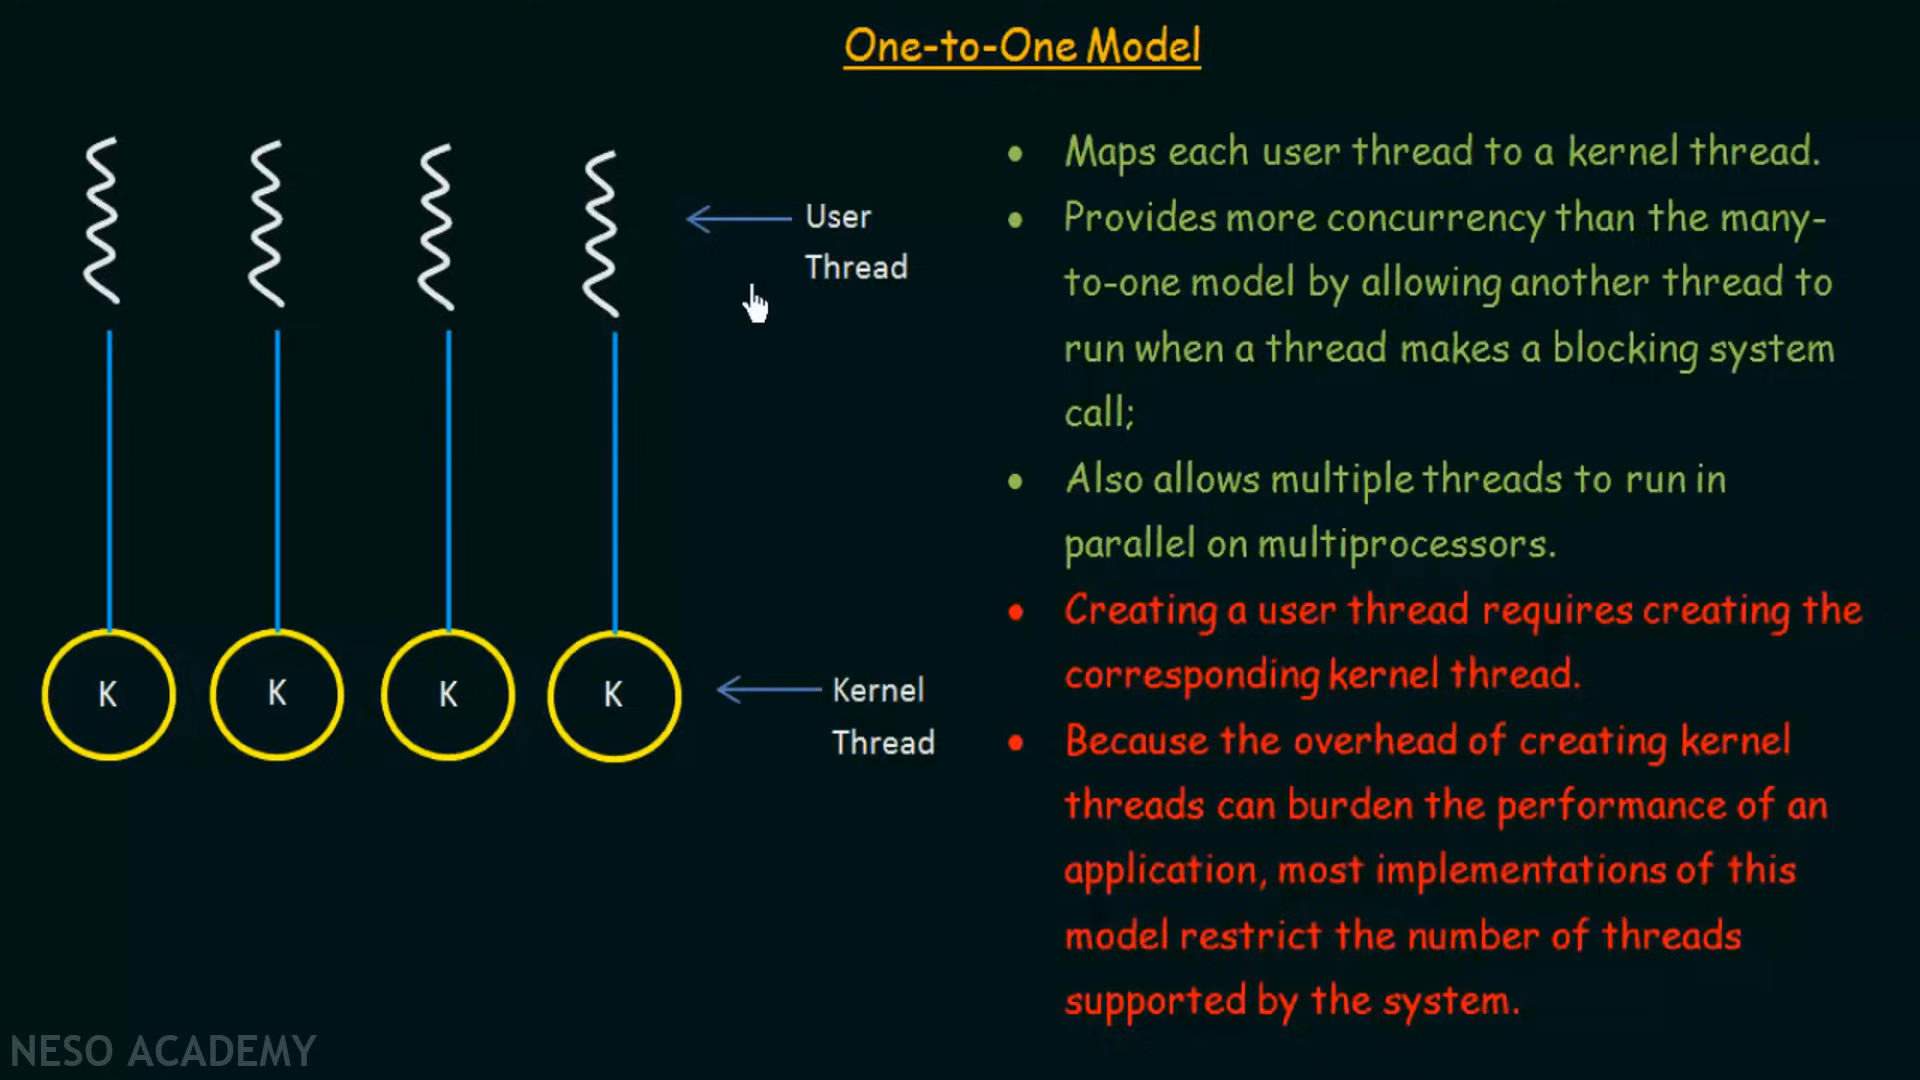 One-to-One Model
User
Thread
K
K
K
K
Kernel
Thread
• Maps each user thread to a kernel thread.
• Provides more concurrency than the many-
to-one model by allowing another thread to
run when a thread makes a blocking system
call;
• Also allows multiple threads to run in
parallel on multiprocessors.
• Creating a user thread requires creating the
corresponding kernel thread.
• Because the overhead of creating kernel
threads can burden the performance of an
application, most implementations of this
model restrict the number of threads
supported by the system.
NESO ACADEMY